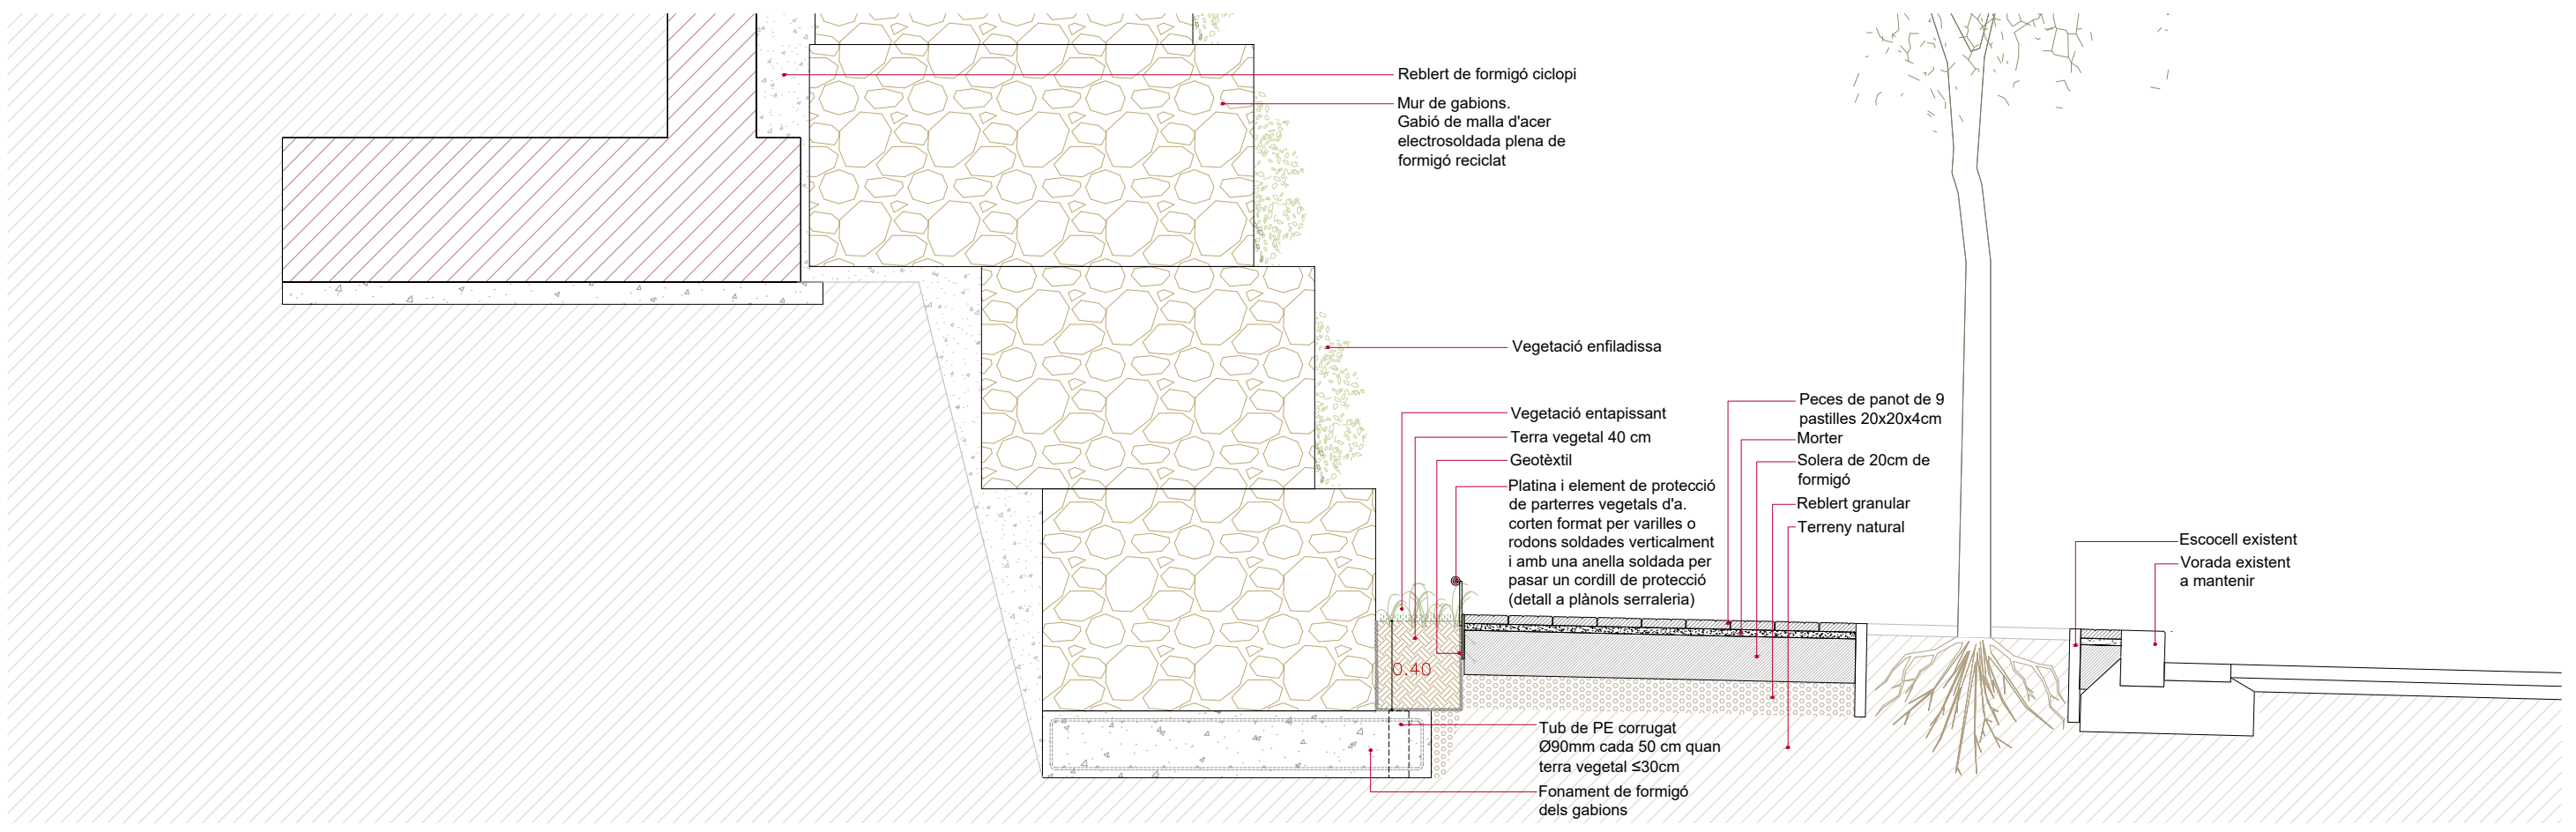 Reblert de formigó ciclopi
Mur de gabions.
Gabió de malla d'acer
electrosoldada plena de
formigó reciclat
Vegetació enfiladissa
Vegetació entapissant
Terra vegetal 40 cm
Geotèxtil
Platina i element de protecció
de parterres vegetals d'a.
corten format per varilles o
rodons soldades verticalment
i amb una anella soldada per
pasar un cordill de protecció
(detall a plànols serraleria)
Peces de panot de 9
pastilles 20x20x4cm
Morter
Solera de 20cm de
formigó
Reblert granular
Terreny natural
Escocell existent
Vorada existent
a mantenir
0.40
Tub de PE corrugat
Ø90mm cada 50 cm quan
terra vegetal ≤30cm
Fonament de formigó
dels gabions